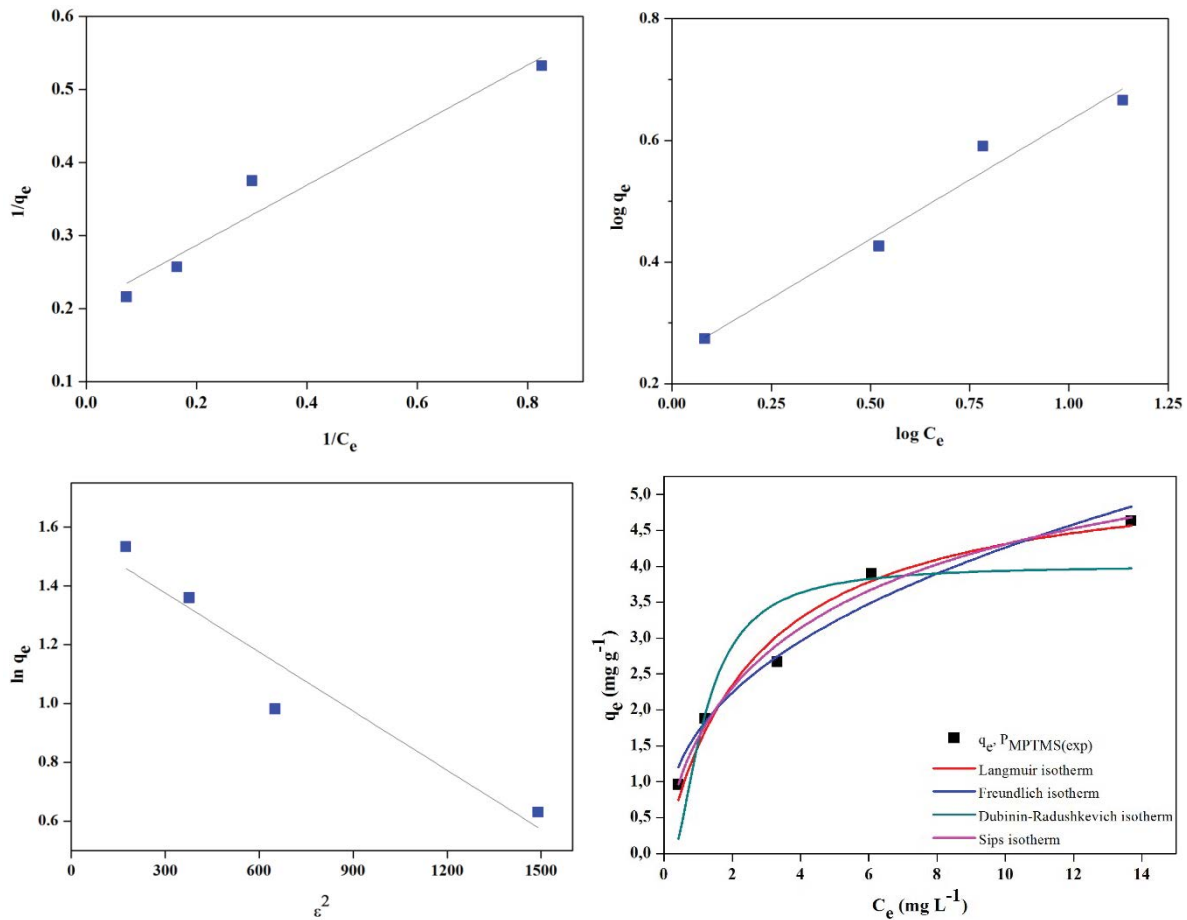 0.6
0.5
0.4
0.3
0.2
0.1
1/qe
0.0 0.2 0.4 0.6 0.8
1/Ce
0.8
0.6
0.4
0.2
log qe
0.00 0.25 0.50 0.75 1.00 1.25
log Ce
1.6
1.4
1.2
1.0
0.8
0.6
ln qe
0 300 600 900 1200 1500
ε2
5,0
4,5
4,0
3,5
3,0
2,5
2,0
1,5
1,0
0,5
0,0
qe (mg g-1)
qe, PMPTMS(exp)
Langmuir isotherm
Freundlich isotherm
Dubinin-Radushkevich isotherm
Sips isotherm
0 2 4 6 8 10 12 14
Ce (mg L-1)